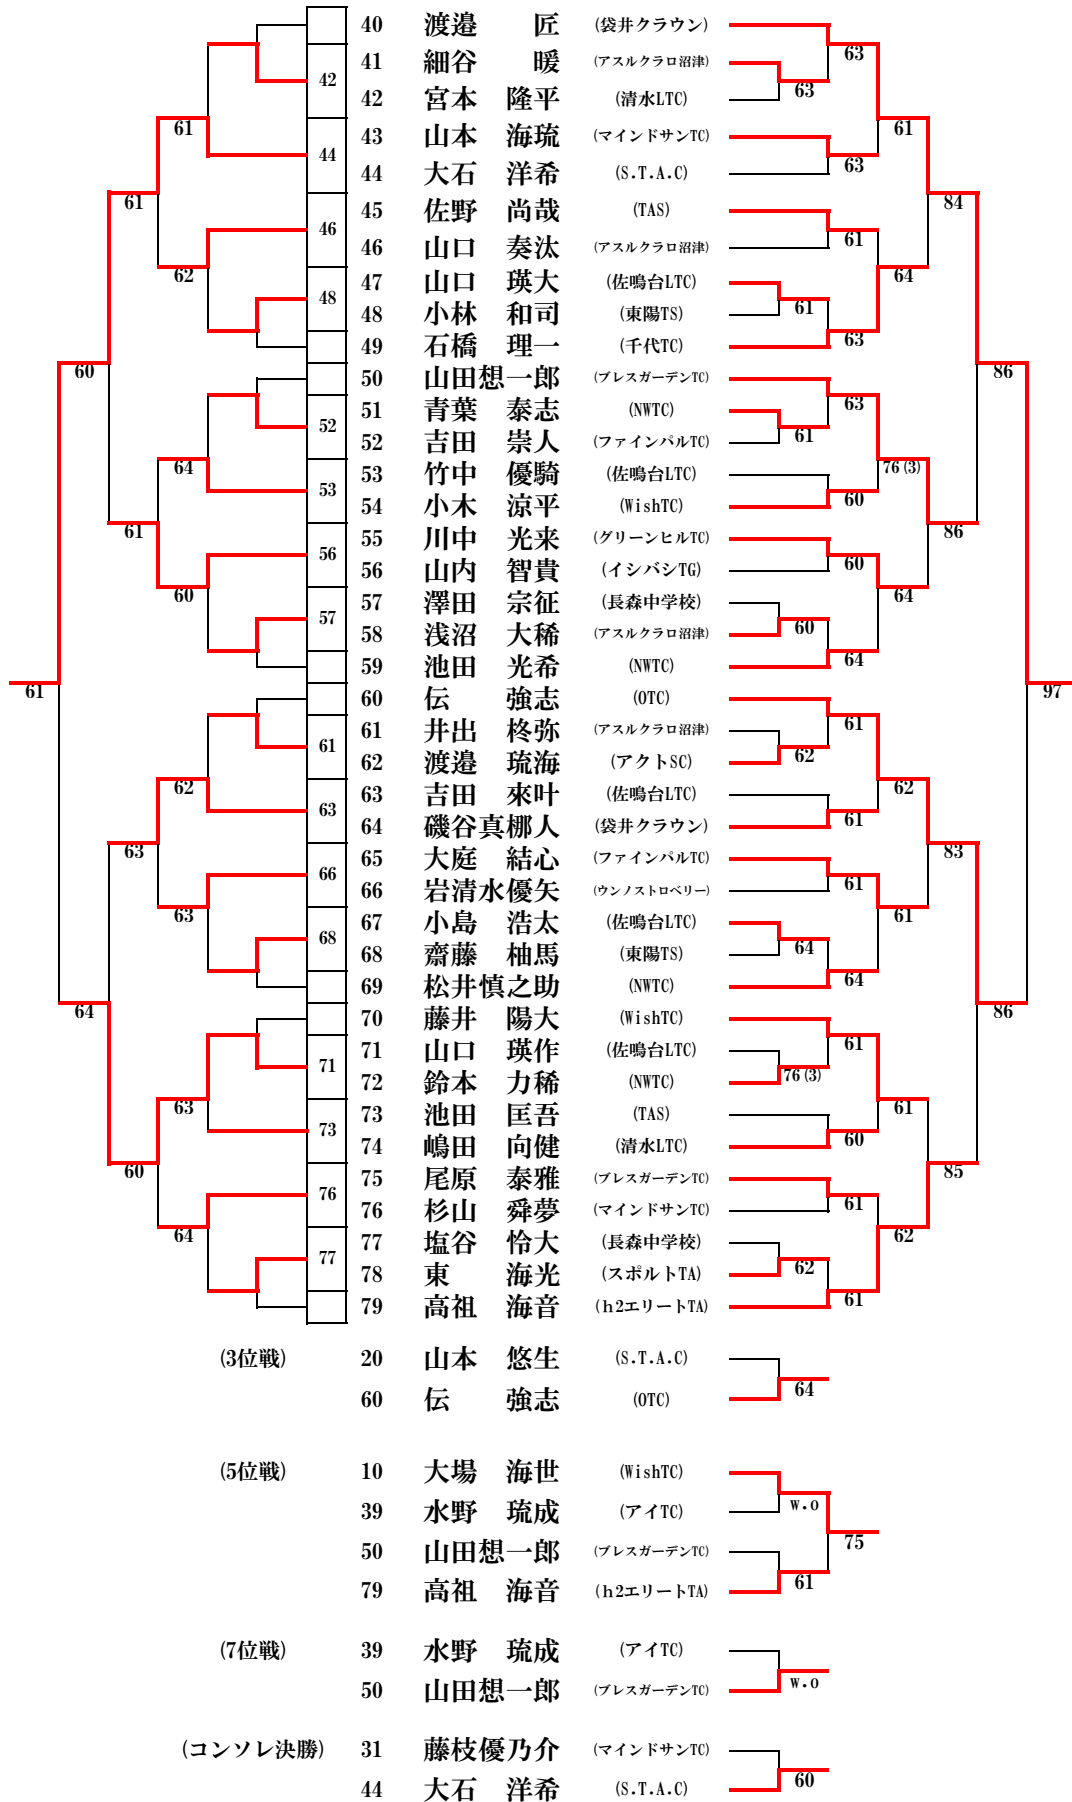 40 渡邉 匠 (袋井クラウン)
63
41 細谷 暖 (アスルクラロ沼津)
42 63
42 宮本 隆平 (清水LTC)
61 43 山本 海琉 (マインドサンTC) 61
44 63
44 大石 洋希 (S.T.A.C)
61 84
45 佐野 尚哉 (TAS)
46 61
46 山口 奏汰 (アスルクラロ沼津)
62 47 山口 瑛大 (佐鳴台LTC) 64
48 61
48 小林 和司 (東陽TS)
63
49 石橋 理一 (千代TC)
60 86
50 山田想一郎 (ブレスガーデンTC)
63
51 青葉 泰志 (NWTC)
52 61
52 吉田 崇人 (ファインパルTC)
64 53 竹中 優騎 (佐鳴台LTC) 76(3)
53 60
54 小木 涼平 (WishTC)
61 86
55 川中 光来 (グリーンヒルTC)
56 60
56 山内 智貴 (イシバシTG)
60 57 澤田 宗征 (長森中学校) 64
57 60
58 浅沼 大稀 (アスルクラロ沼津)
64
59 池田 光希 (NWTC)
61 97
60 伝 強志 (OTC)
61
61 井出 柊弥 (アスルクラロ沼津)
61 62
62 渡邉 琉海 (アクトSC)
62 63 吉田 來叶 (佐鳴台LTC) 62
63 61
64 磯谷真梛人 (袋井クラウン)
63 83
65 大庭 結心 (ファインパルTC)
66 61
66 岩清水優矢 (ウンノストロベリー)
63 67 小島 浩太 (佐鳴台LTC) 61
68 64
68 齋藤 柚馬 (東陽TS)
64
69 松井慎之助 (NWTC)
64 86
70 藤井 陽大 (WishTC)
61
71 山口 瑛作 (佐鳴台LTC)
71 76(3)
72 鈴本 力稀 (NWTC)
63 73 池田 匡吾 (TAS) 61
73 60
74 嶋田 向健 (清水LTC)
60 85
75 尾原 泰雅 (ブレスガーデンTC)
76 61
76 杉山 舜夢 (マインドサンTC)
64 77 塩谷 怜大 (長森中学校) 62
77 62
78 東 海光 (スポルトTA)
61
79 高祖 海音 (h2エリートTA)
(3位戦) 20 山本 悠生 (S.T.A.C)
64
60 伝 強志 (OTC)
(5位戦) 10 大場 海世 (WishTC)
w.o
39 水野 琉成 (アイTC)
75
50 山田想一郎 (ブレスガーデンTC)
61
79 高祖 海音 (h2エリートTA)
(7位戦) 39 水野 琉成 (アイTC)
w.o
50 山田想一郎 (ブレスガーデンTC)
(コンソレ決勝) 31 藤枝優乃介 (マインドサンTC)
60
44 大石 洋希 (S.T.A.C)